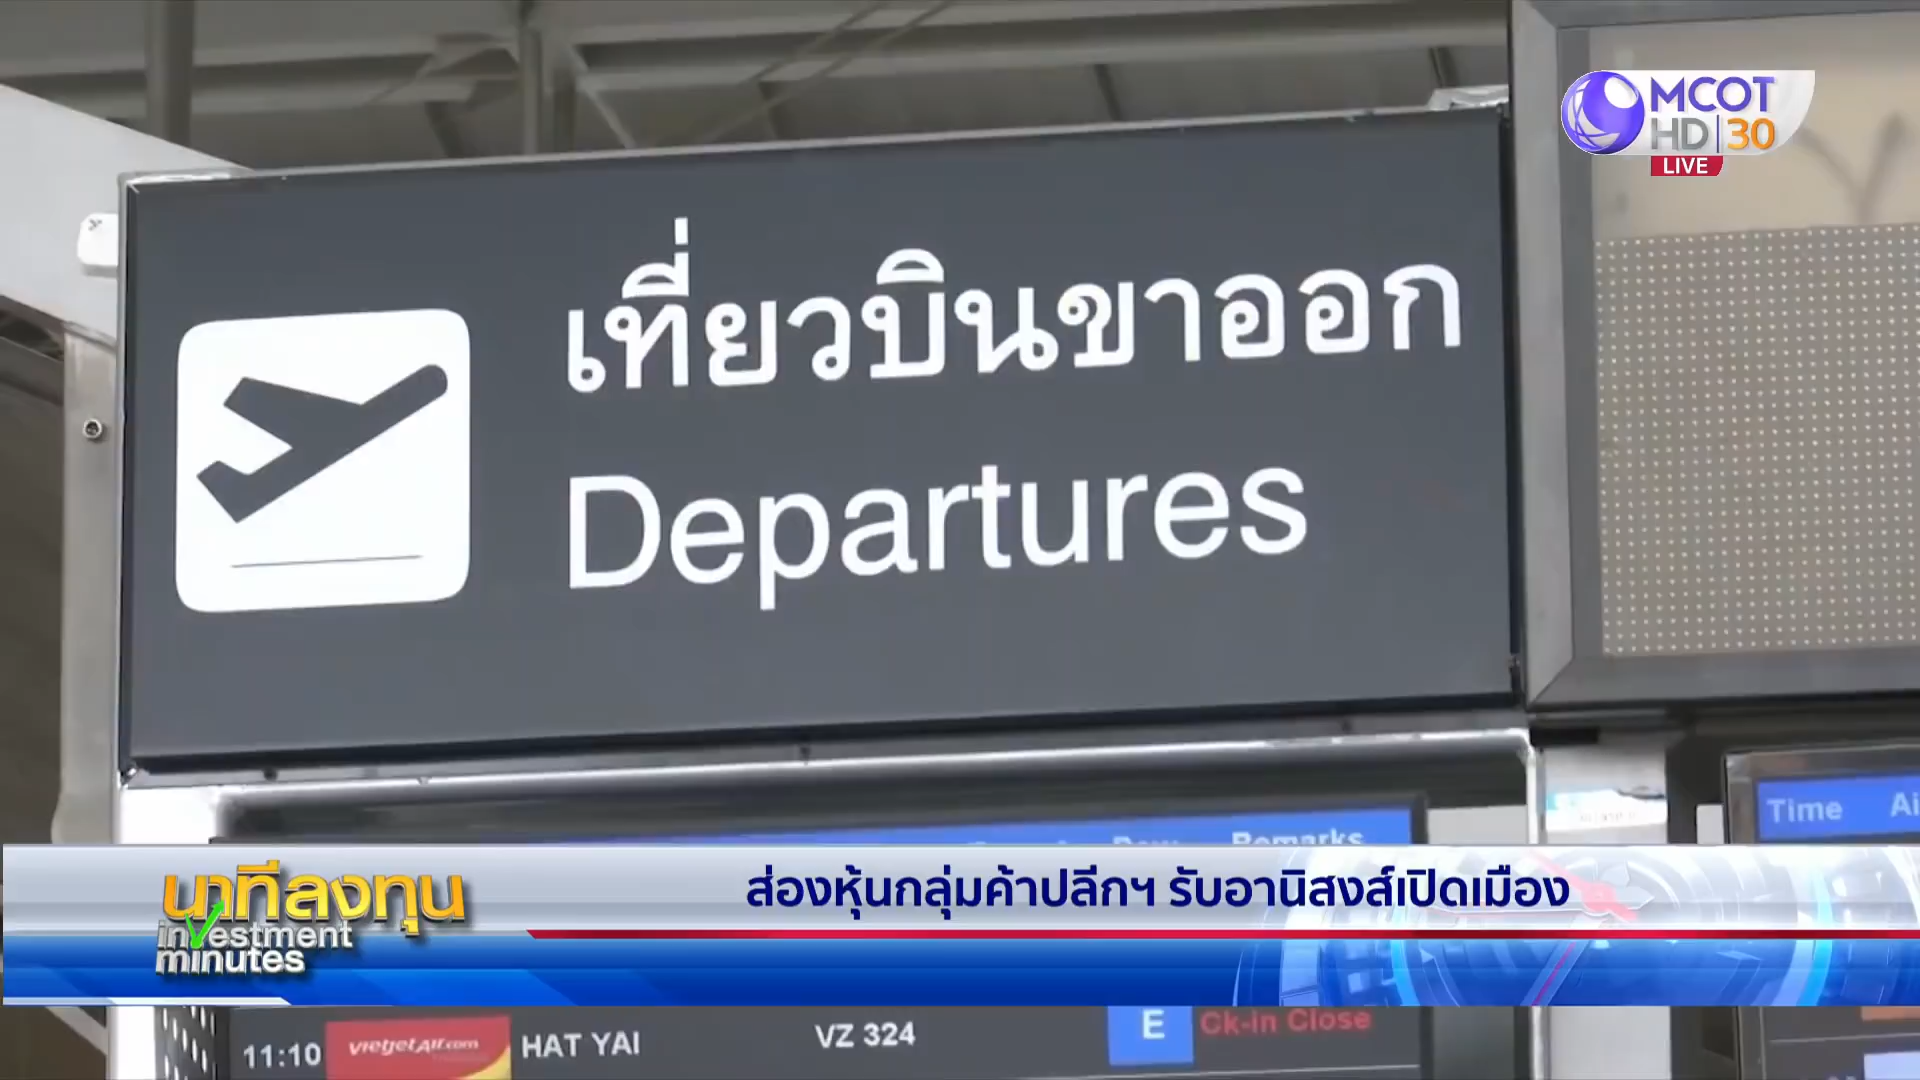 MCOT
HD 30
LIVE
เที่ยวบินขาออก
Departures
Time
Remarks
ส่องหุ้นกลุ่มค้าปลีกฯ รับอานิสงส์เปิดเมือง
นาทีลงทุน
investment
minutes
11:10 vietjetAir.com HAT YAI VZ 324 E Ck-in Close